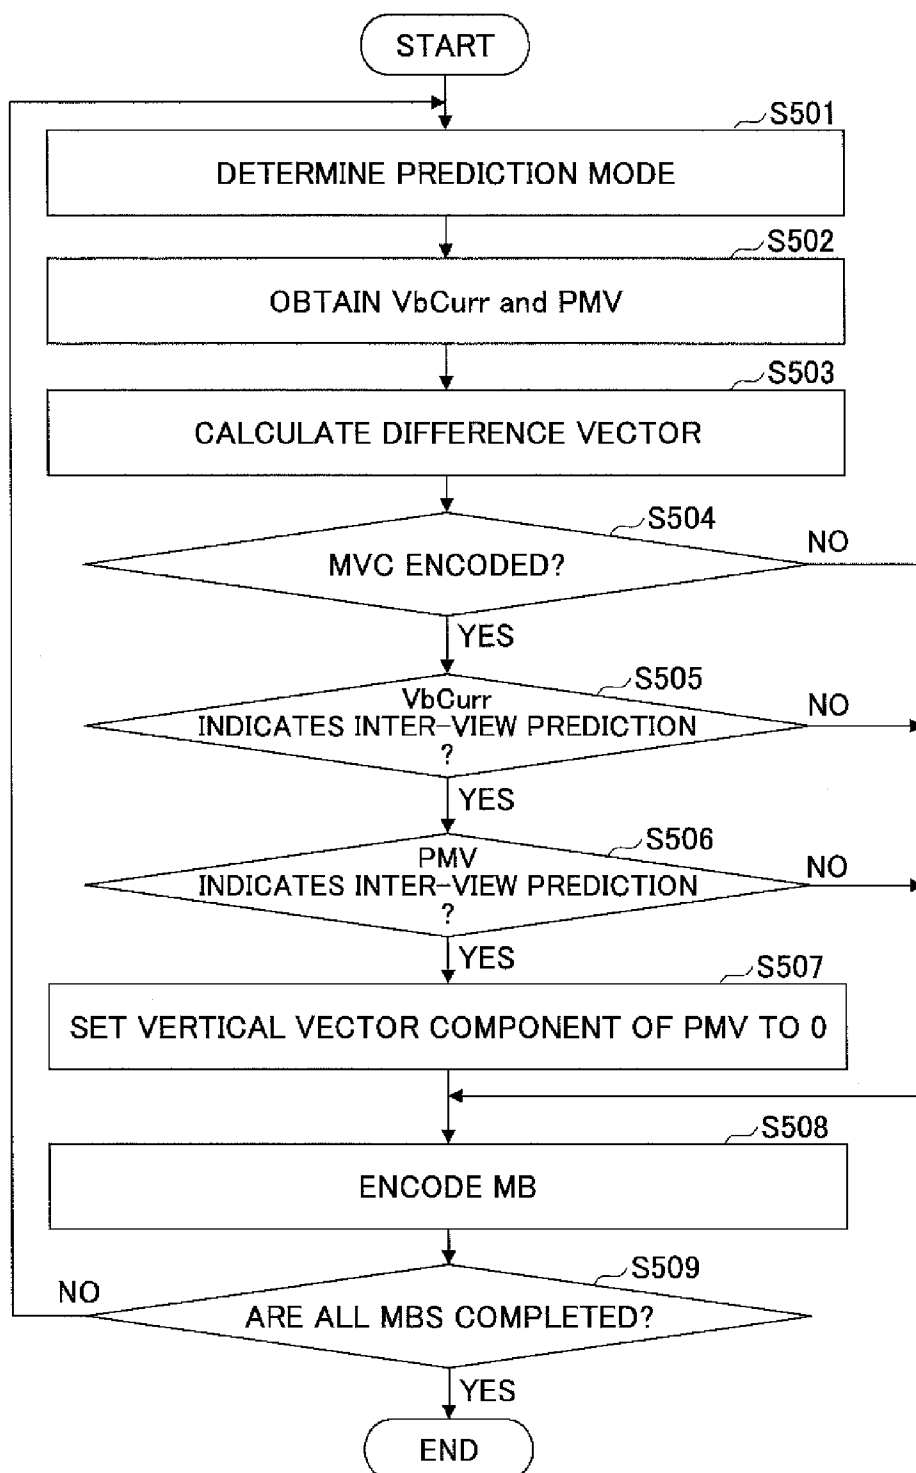 START
S501
DETERMINE PREDICTION MODE
S502
OBTAIN VbCurr and PMV
S503
CALCULATE DIFFERENCE VECTOR
S504
MVC ENCODED?
NO
YES
S505
VbCurr
INDICATES INTER-VIEW PREDICTION
?
NO
YES
S506
PMV
INDICATES INTER-VIEW PREDICTION
?
NO
YES
S507
SET VERTICAL VECTOR COMPONENT OF PMV TO 0
S508
ENCODE MB
S509
NO
ARE ALL MBS COMPLETED?
YES
END